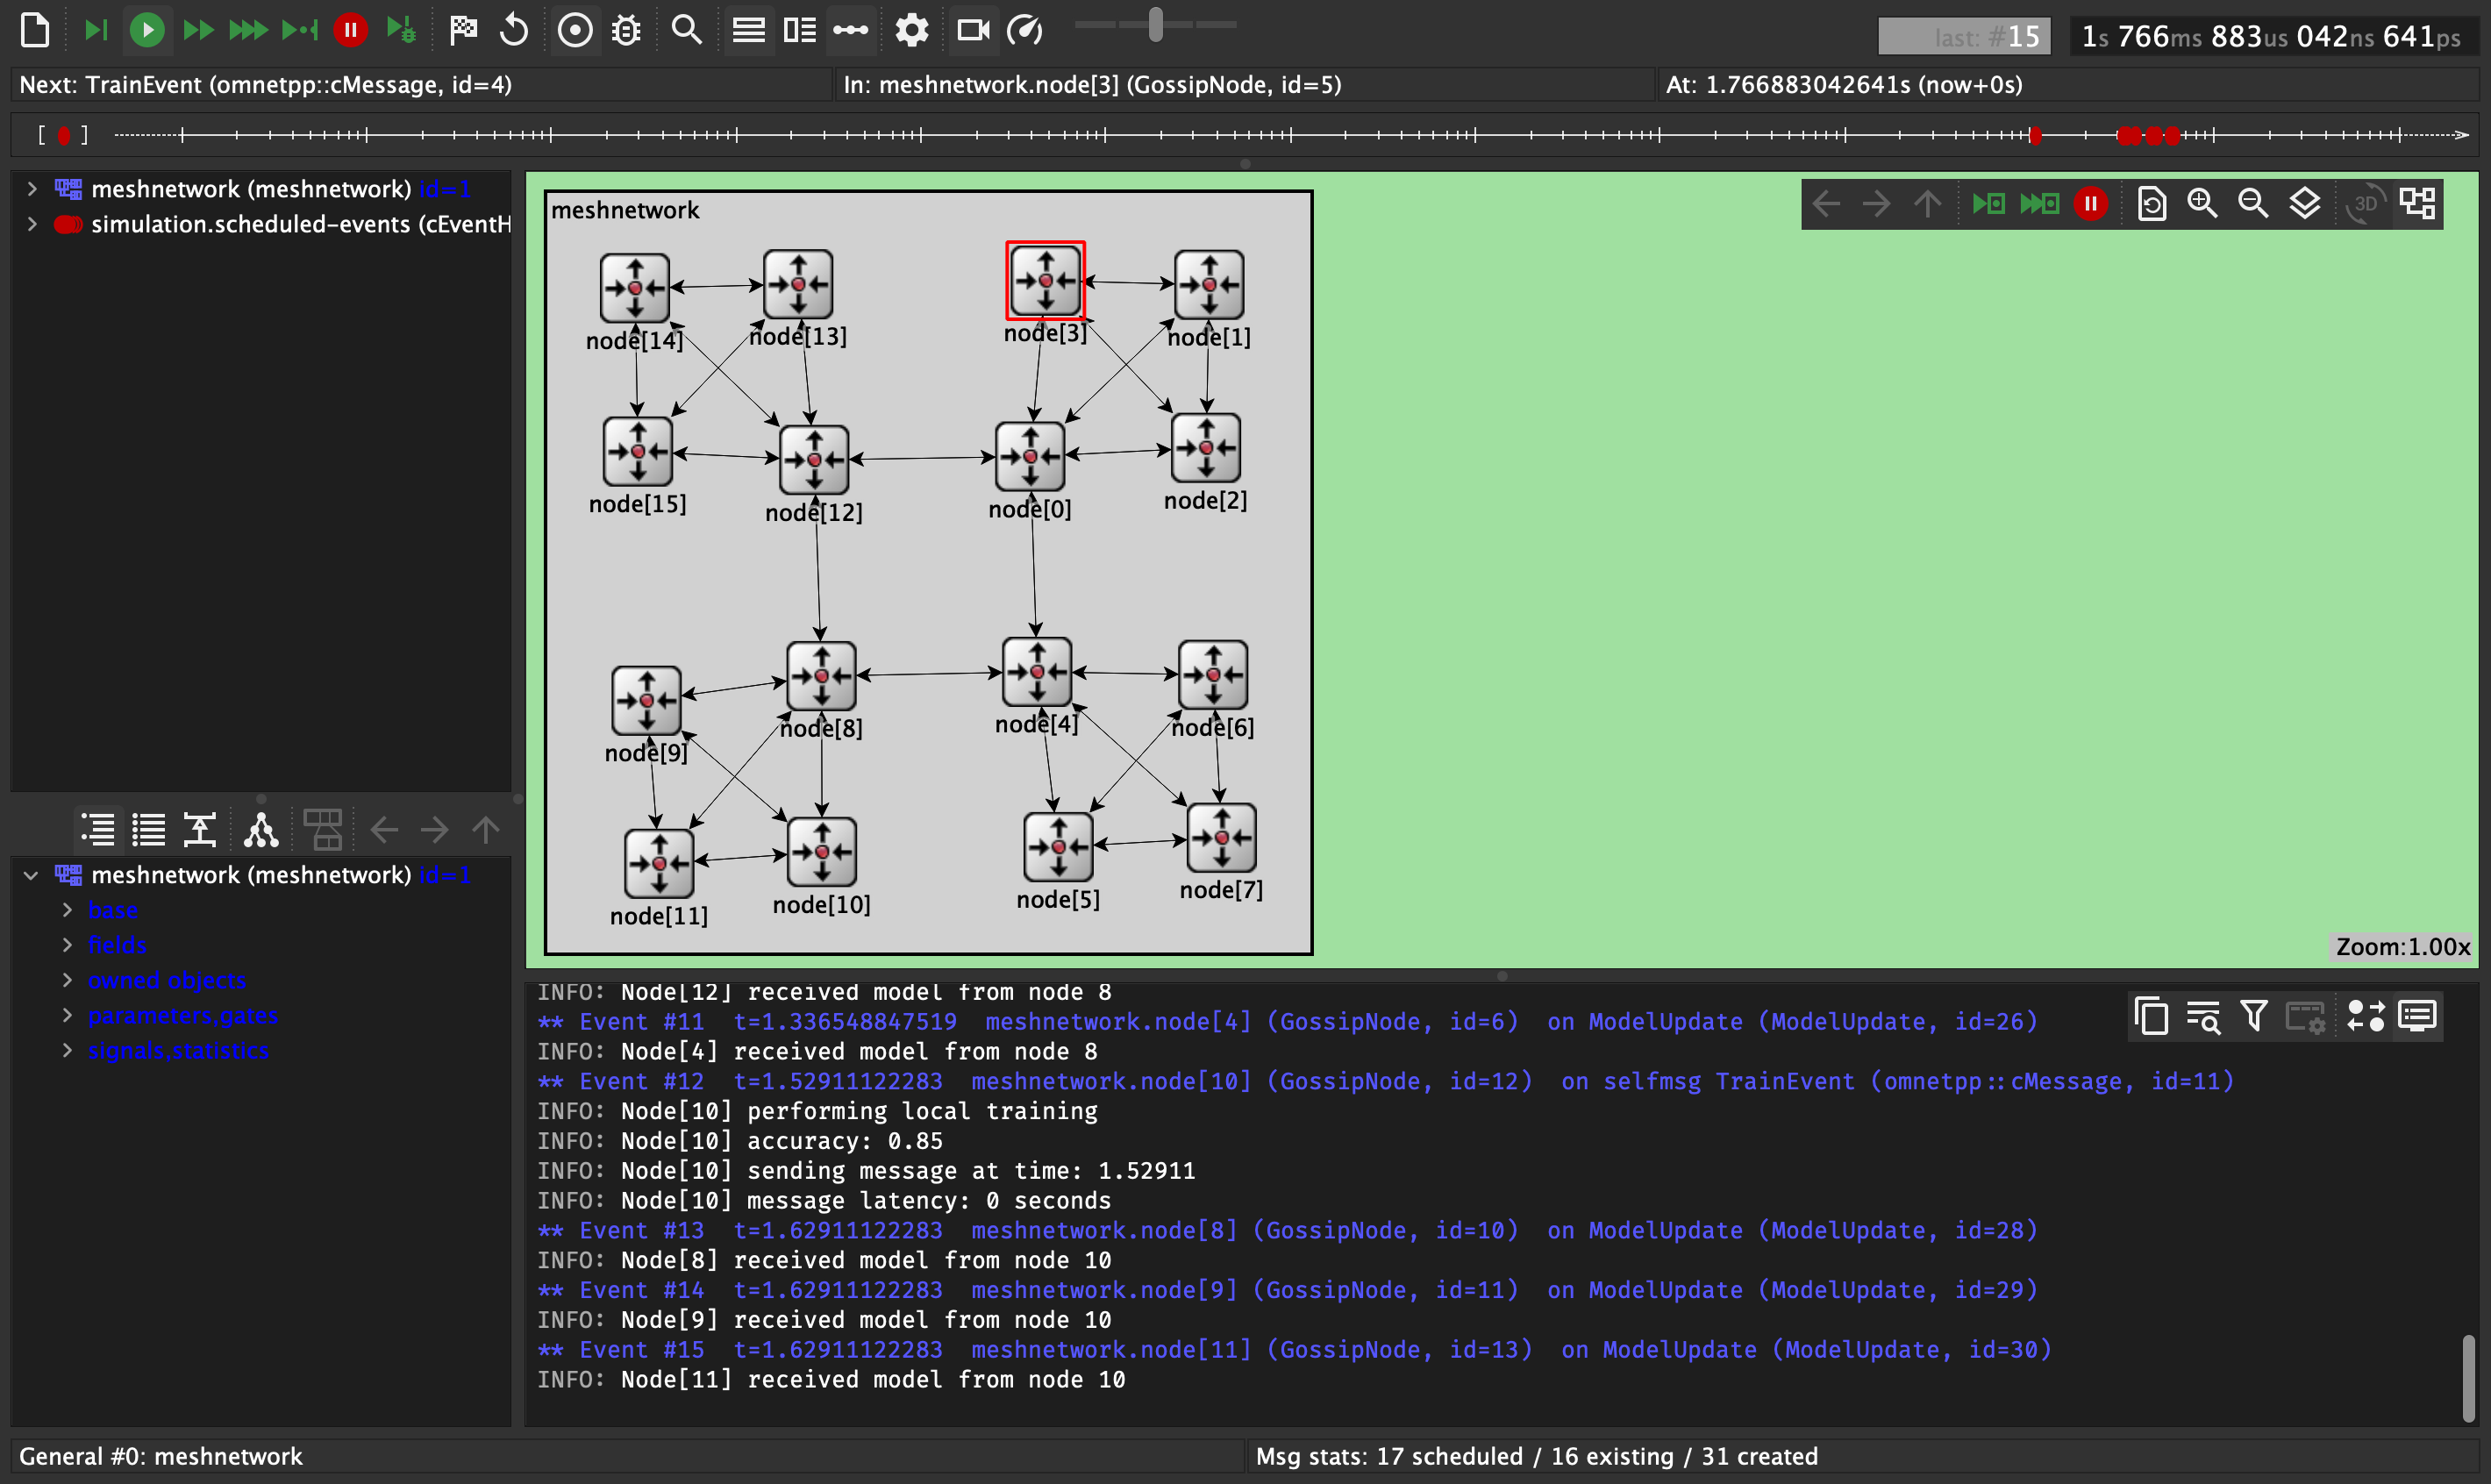 last: #15
1s 766ms 883us 042ns 641ps
Next: TrainEvent (omnetpp::cMessage, id=4)
In: meshnetwork.node[3] (GossipNode, id=5)
At: 1.766883042641s (now+0s)
[ ]
meshnetwork (meshnetwork) id=1
simulation.scheduled-events (cEventH
meshnetwork
3D
node[14]
node[13]
node[3]
node[1]
node[15]
node[12]
node[0]
node[2]
node[9]
node[8]
node[4]
node[6]
node[11]
node[10]
node[5]
node[7]
Zoom:1.00x
meshnetwork (meshnetwork) id=1
base
fields
owned objects
parameters,gates
signals,statistics
INFO: Node[12] received model from node 8
** Event #11 t=1.336548847519 meshnetwork.node[4] (GossipNode, id=6) on ModelUpdate (ModelUpdate, id=26)
INFO: Node[4] received model from node 8
** Event #12 t=1.52911122283 meshnetwork.node[10] (GossipNode, id=12) on selfmsg TrainEvent (omnetpp::cMessage, id=11)
INFO: Node[10] performing local training
INFO: Node[10] accuracy: 0.85
INFO: Node[10] sending message at time: 1.52911
INFO: Node[10] message latency: 0 seconds
** Event #13 t=1.62911122283 meshnetwork.node[8] (GossipNode, id=10) on ModelUpdate (ModelUpdate, id=28)
INFO: Node[8] received model from node 10
** Event #14 t=1.62911122283 meshnetwork.node[9] (GossipNode, id=11) on ModelUpdate (ModelUpdate, id=29)
INFO: Node[9] received model from node 10
** Event #15 t=1.62911122283 meshnetwork.node[11] (GossipNode, id=13) on ModelUpdate (ModelUpdate, id=30)
INFO: Node[11] received model from node 10
General #0: meshnetwork
Msg stats: 17 scheduled / 16 existing / 31 created